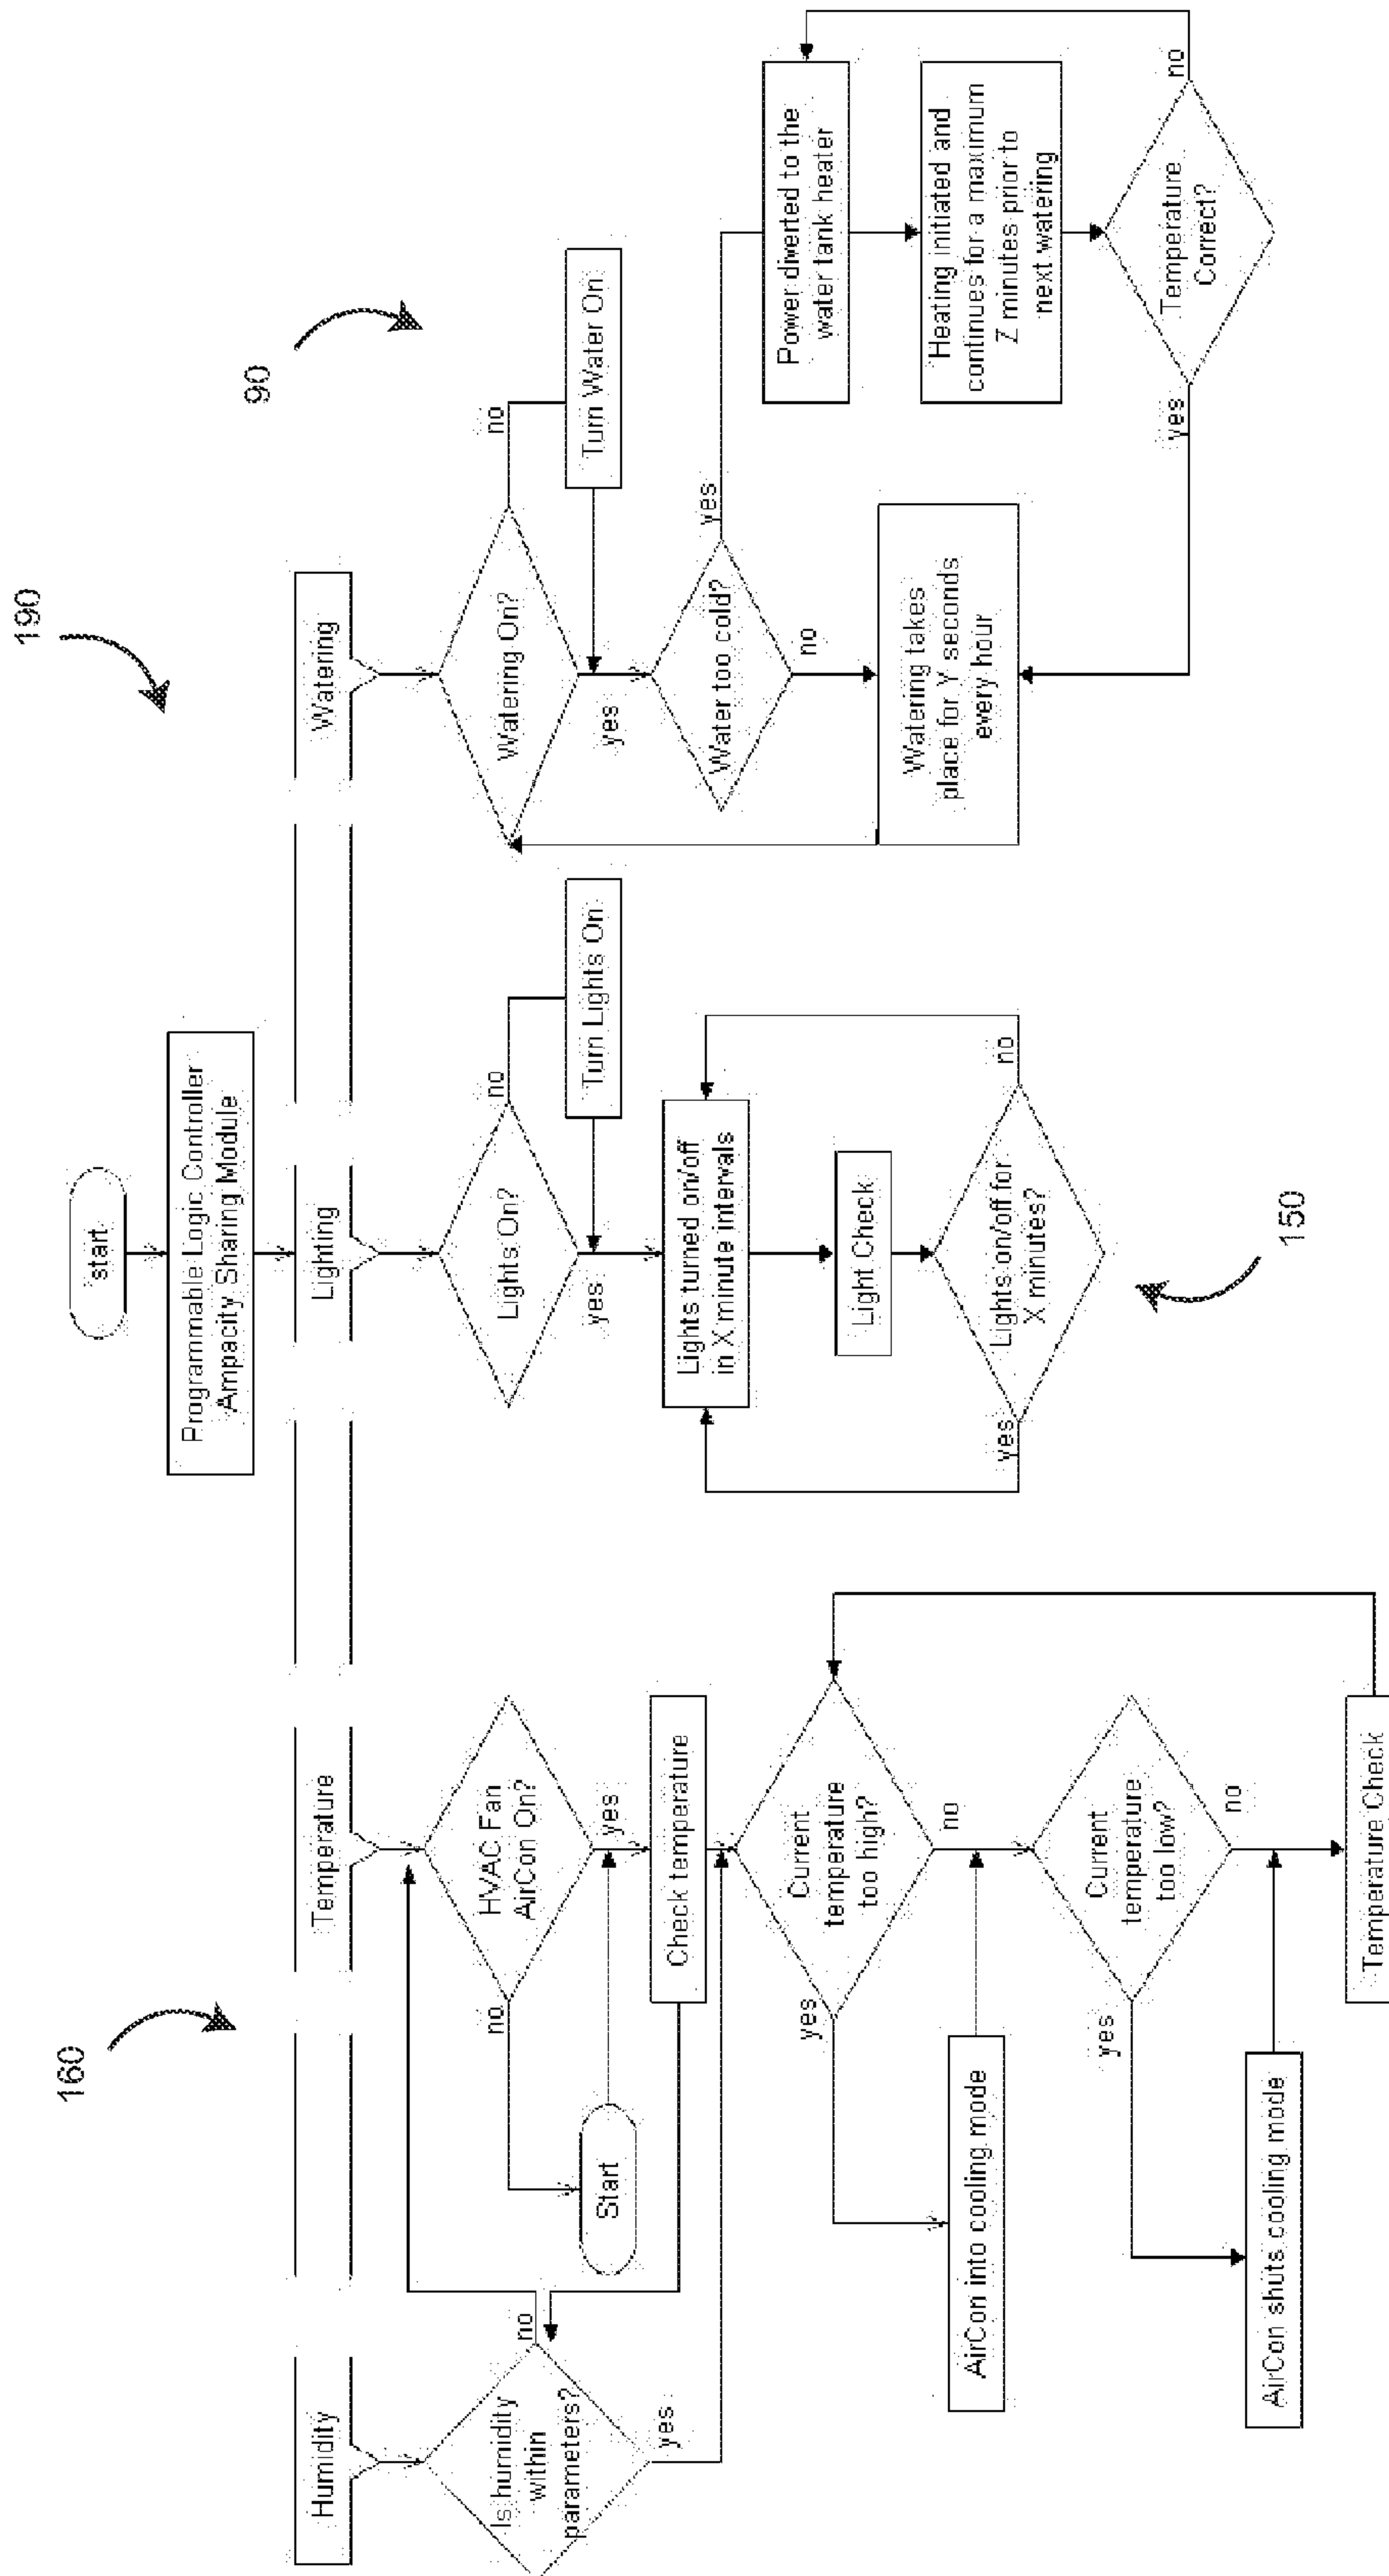 190
160
90
start
Programmable Logic Controller
Ampacity Sharing Module
Humidity
Temperature
Lighting
Watering
Is humidity
within
parameters?
no
yes
HVAC Fan
AirCon On?
no
yes
Start
Check temperature
Current
temperature
too high?
yes
no
AirCon into cooling mode
Current
temperature
too low?
yes
no
AirCon shuts cooling mode
Temperature Check
Lights On?
no
yes
Turn Lights On
Lights turned on/off
in X minute intervals
Light Check
Lights on/off for
X minutes?
yes
no
150
Watering On?
no
yes
Turn Water On
Water too cold?
yes
no
Watering takes
place for Y seconds
every hour
Power diverted to the
water tank heater
Heating initiated and
continues for a maximum
Z minutes prior to
next watering
Temperature
Correct?
yes
no